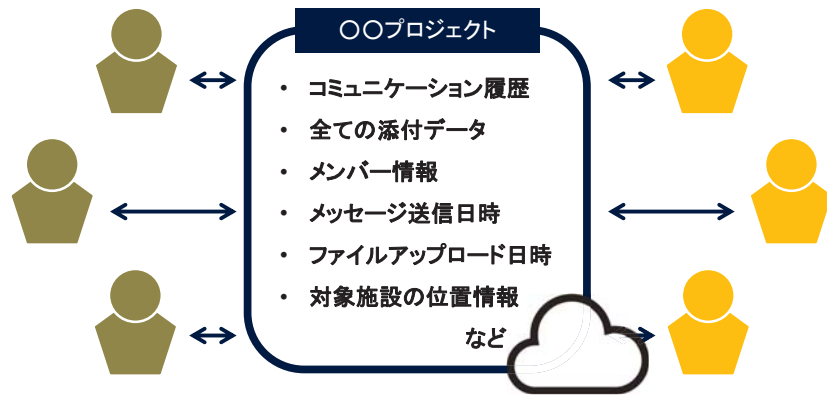 〇〇プロジェクト
・ コミュニケーション履歴
・ 全ての添付データ
・ メンバー情報
・ メッセージ送信日時
・ ファイルアップロード日時
・ 対象施設の位置情報
など